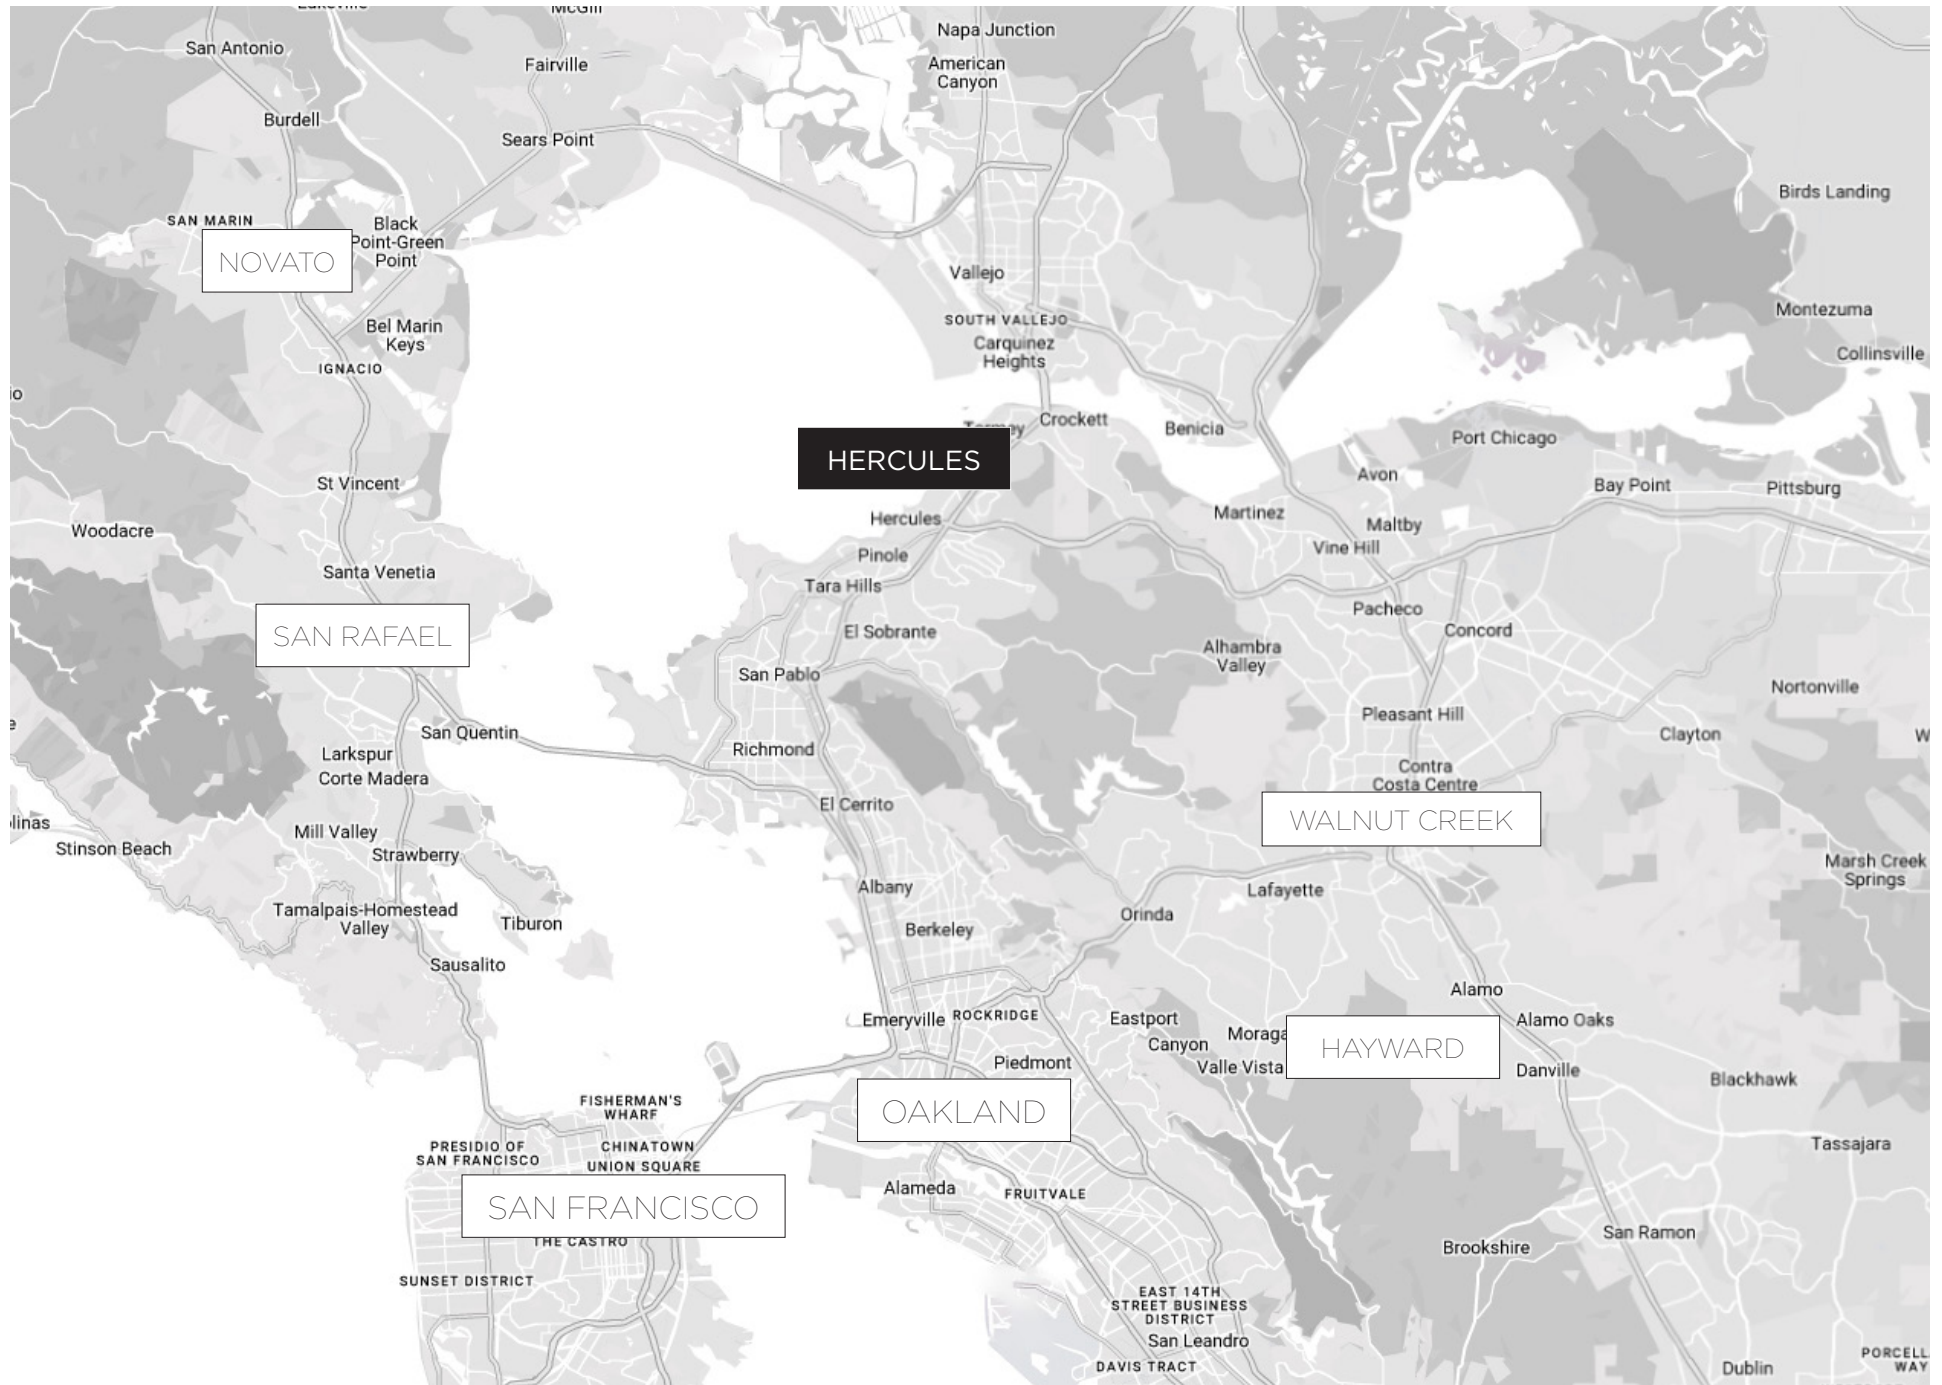 Lakeville
McGill
Napa Junction
San Antonio
Fairville
American
Canyon
Burdell
Sears Point
Birds Landing
SAN MARIN
Black
Point-Green
Point
NOVATO
Vallejo
Montezuma
SOUTH VALLEJO
Bel Marin
Keys
Carquinez
Heights
Collinsville
IGNACIO
io
Crockett
Tormey
Benicia
Port Chicago
HERCULES
Avon
St Vincent
Bay Point
Pittsburg
Hercules
Martinez
Maltby
Woodacre
Vine Hill
Pinole
Santa Venetia
Tara Hills
Pacheco
SAN RAFAEL
El Sobrante
Concord
Alhambra
Valley
San Pablo
Nortonville
Pleasant Hill
e
San Quentin
Clayton
W
Richmond
Larkspur
Corte Madera
Contra
Costa Centre
El Cerrito
olinas
Mill Valley
WALNUT CREEK
Stinson Beach
Strawberry
Marsh Creek
Springs
Albany
Lafayette
Tamalpais-Homestead
Valley
Tiburon
Orinda
Berkeley
Sausalito
Alamo
Emeryville
ROCKRIDGE
Eastport
Alamo Oaks
Moraga
Canyon
HAYWARD
Piedmont
Valle Vista
Danville
Blackhawk
FISHERMAN'S
WHARF
OAKLAND
PRESIDIO OF
SAN FRANCISCO
CHINATOWN
Tassajara
UNION SQUARE
Alameda
FRUITVALE
SAN FRANCISCO
San Ramon
THE CASTRO
Brookshire
SUNSET DISTRICT
EAST 14TH
STREET BUSINESS
DISTRICT
San Leandro
PORCELL
WAY
DAVIS TRACT
Dublin